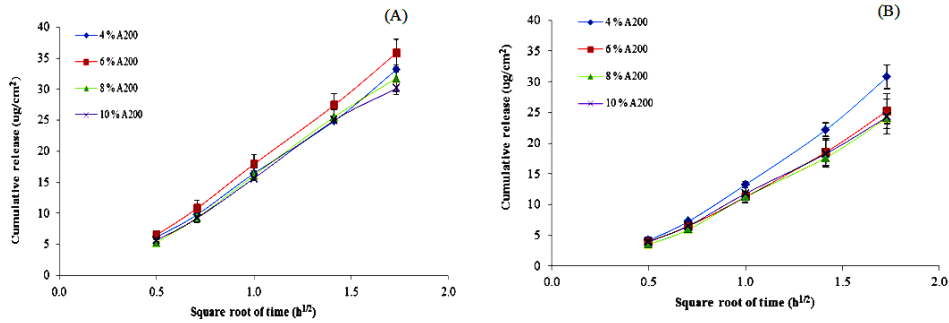 (A)
40
35
30
25
20
15
10
5
0
Cumulative release (ug/cm²)
4 % A200
6 % A200
8 % A200
10 % A200
0.0 0.5 1.0 1.5 2.0
Square root of time (h^1/2)
(B)
40
35
30
25
20
15
10
5
0
Cumulative release (ug/cm²)
4 % A200
6 % A200
8 % A200
10 % A200
0.0 0.5 1.0 1.5 2.0
Square root of time (h^1/2)